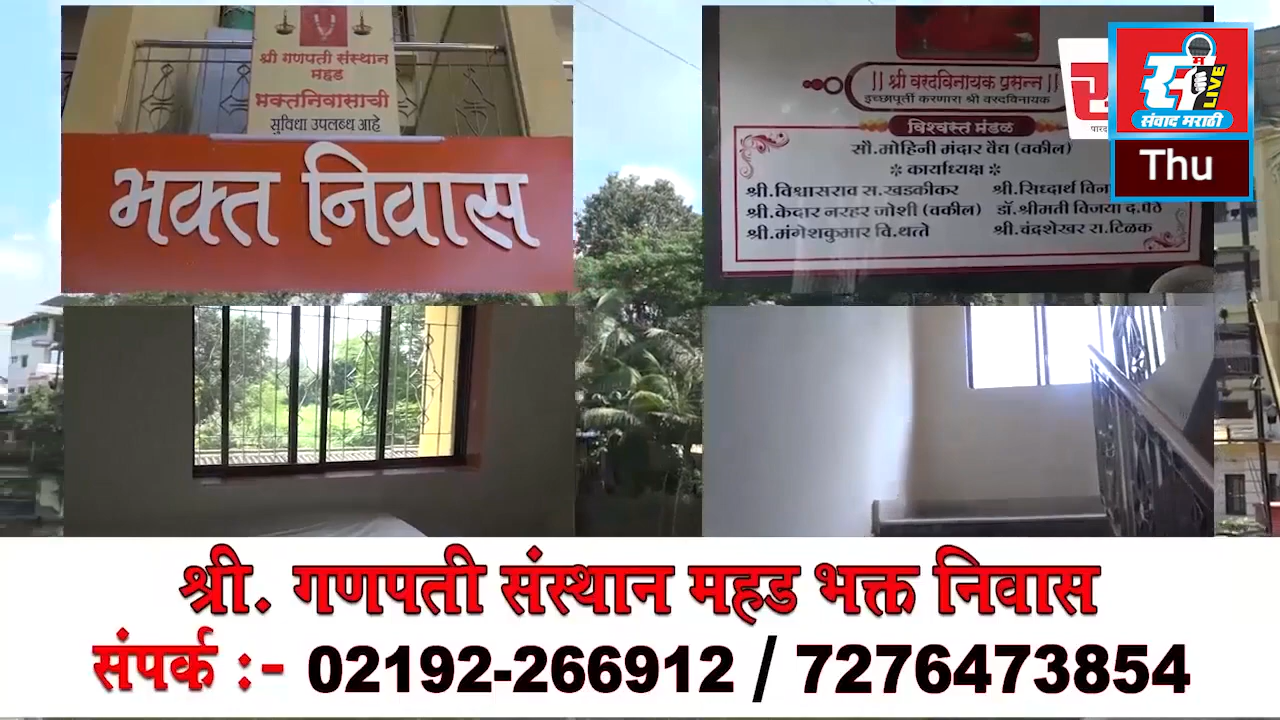 श्री गणपती संस्थान
महड
भक्तनिवासाची
सुविधा उपलब्ध आहे
भक्त निवास
|| श्री वरदविनायक प्रसन्न ||
इच्छापूर्ती करणारा श्री वरदविनायक
विश्वस्त मंडळ
सौ.मोहिनी मंदार वैद्य (वकील)
* कार्याध्यक्ष *
श्री.विश्वासराव स.खडकीकर श्री.सिध्दार्थ
श्री.केदार नरहर जोशी (वकील) डॉ.श्रीमती विजया द.पेठे
श्री.मंगेशकुमार वि.थत्ते श्री.चंद्रशेखर रा.टिळक
स म
LIVE
संवाद मराठी
Thu
श्री. गणपती संस्थान महड भक्त निवास
संपर्क :- 02192-266912 / 7276473854